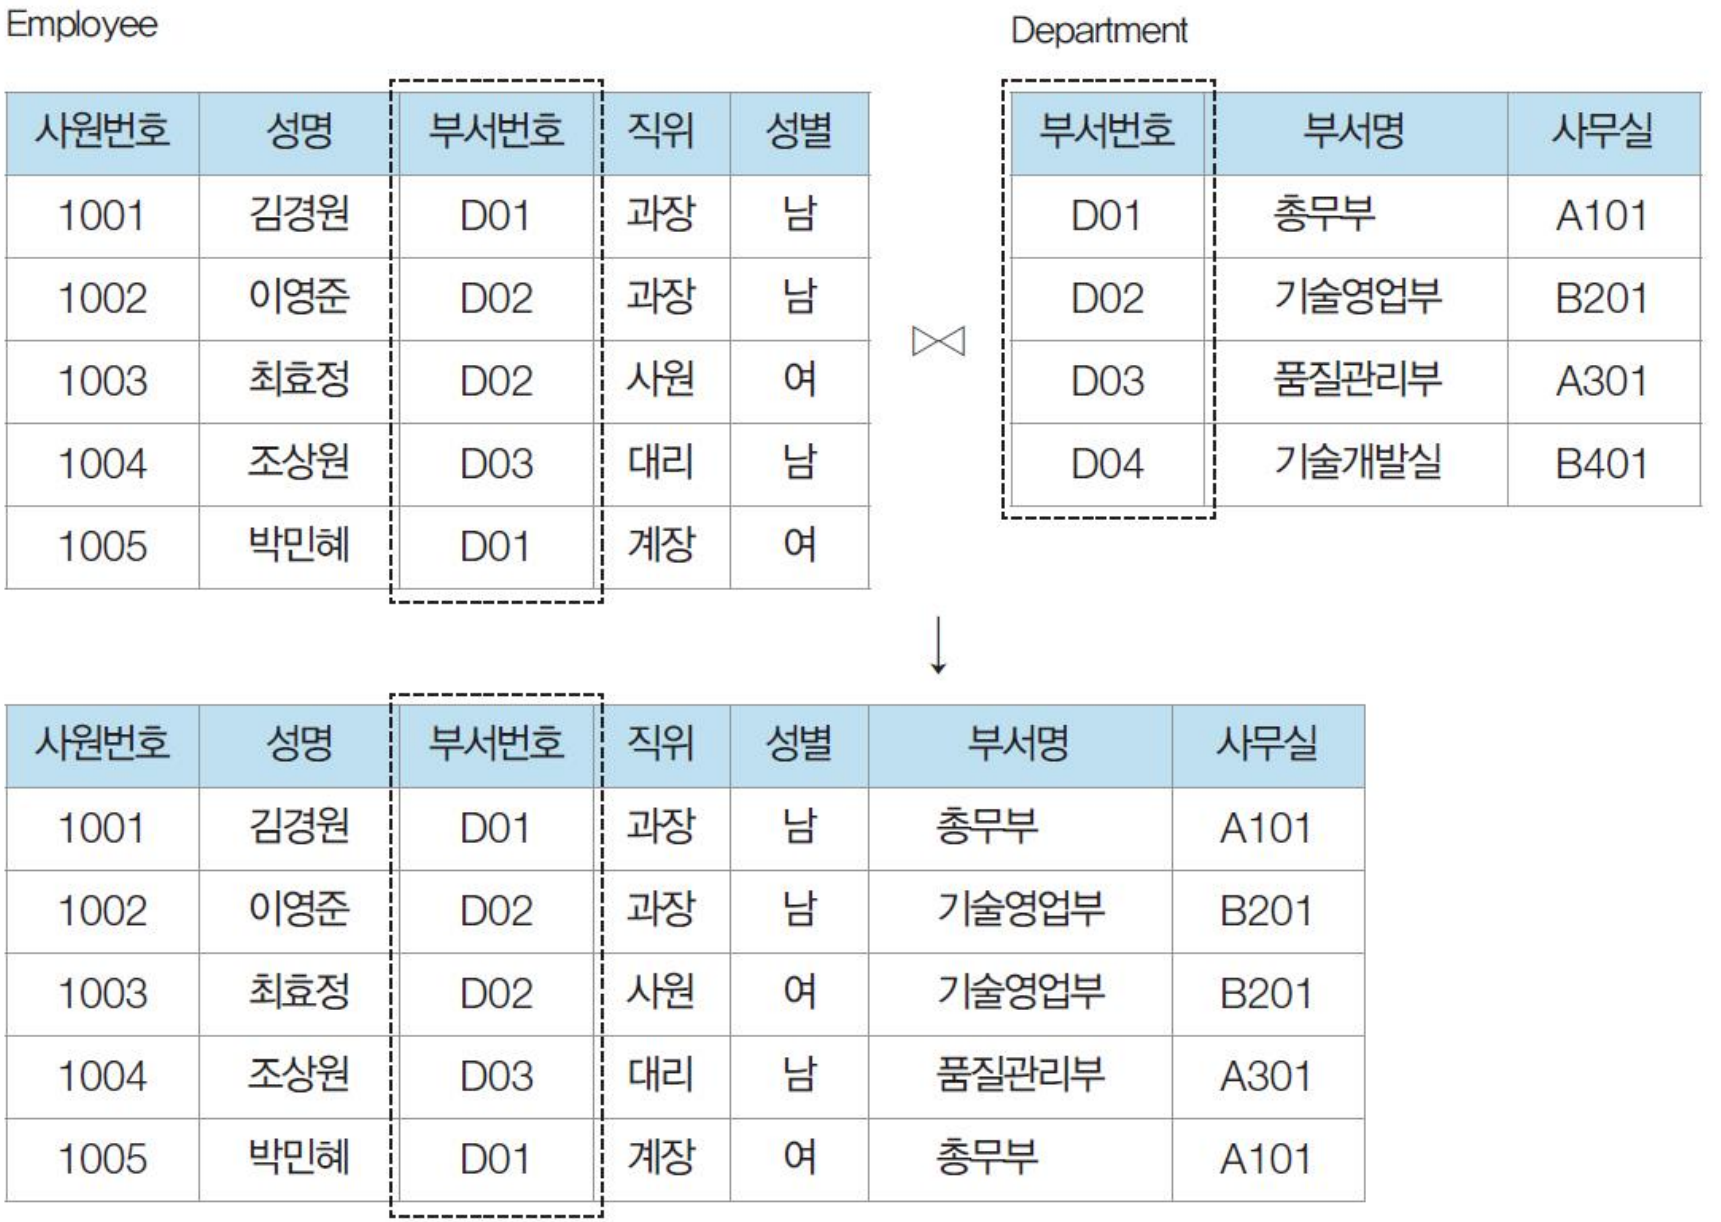 Employee
사원번호 성명 부서번호 직위 성별
1001 김경원 D01 과장 남
1002 이영준 D02 과장 남
1003 최효정 D02 사원 여
1004 조상원 D03 대리 남
1005 박민혜 D01 계장 여
Department
부서번호 부서명 사무실
D01 총무부 A101
D02 기술영업부 B201
D03 품질관리부 A301
D04 기술개발실 B401
⋈
↓
사원번호 성명 부서번호 직위 성별 부서명 사무실
1001 김경원 D01 과장 남 총무부 A101
1002 이영준 D02 과장 남 기술영업부 B201
1003 최효정 D02 사원 여 기술영업부 B201
1004 조상원 D03 대리 남 품질관리부 A301
1005 박민혜 D01 계장 여 총무부 A101